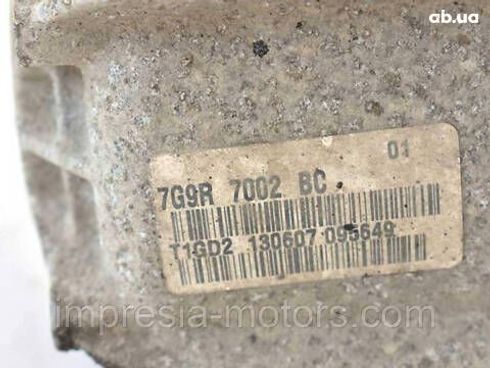 ab.ua
01
7G9R 7002 BC
T1GD2 130607 095649
impresia-motors.com